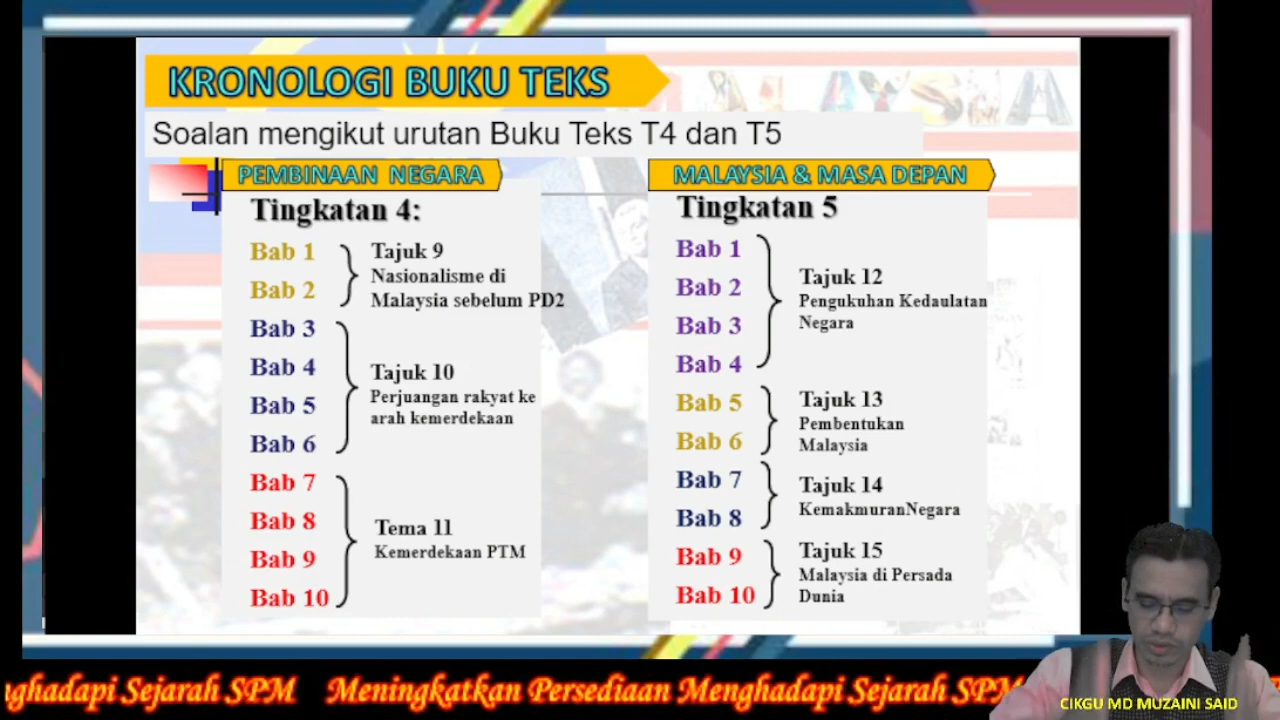 KRONOLOGI BUKU TEKS
Soalan mengikut urutan Buku Teks T4 dan T5
PEMBINAAN NEGARA
Tingkatan 4:
Bab 1
Bab 2
Tajuk 9
Nasionalisme di
Malaysia sebelum PD2
Bab 3
Bab 4
Bab 5
Bab 6
Tajuk 10
Perjuangan rakyat ke
arah kemerdekaan
Bab 7
Bab 8
Bab 9
Bab 10
Tema 11
Kemerdekaan PTM
MALAYSIA & MASA DEPAN
Tingkatan 5
Bab 1
Bab 2
Bab 3
Bab 4
Tajuk 12
Pengukuhan Kedaulatan
Negara
Bab 5
Bab 6
Tajuk 13
Pembentukan
Malaysia
Bab 7
Bab 8
Tajuk 14
KemakmuranNegara
Bab 9
Bab 10
Tajuk 15
Malaysia di Persada
Dunia
nghadapi Sejarah SPM Meningkatkan Persediaan Menghadapi Sejarah SPM
CIKGU MD MUZAINI SAID